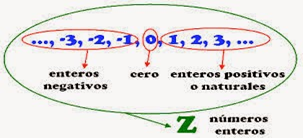 ..., -3, -2, -1, 0, 1, 2, 3, ...
enteros negativos
cero
enteros positivos o naturales
Z números enteros